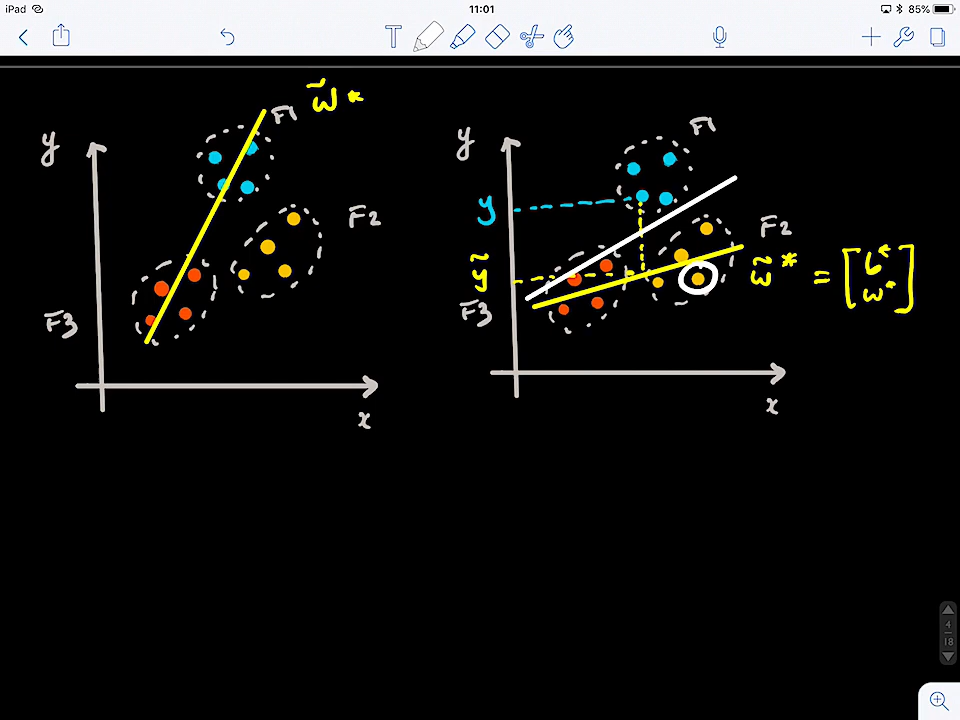 iPad
11:01
85%
T
w̃ *
F1
y
F2
F3
x
F1
y
y
F2
ỹ
w̃ * = [ b*
w* ]
F3
x
4
18